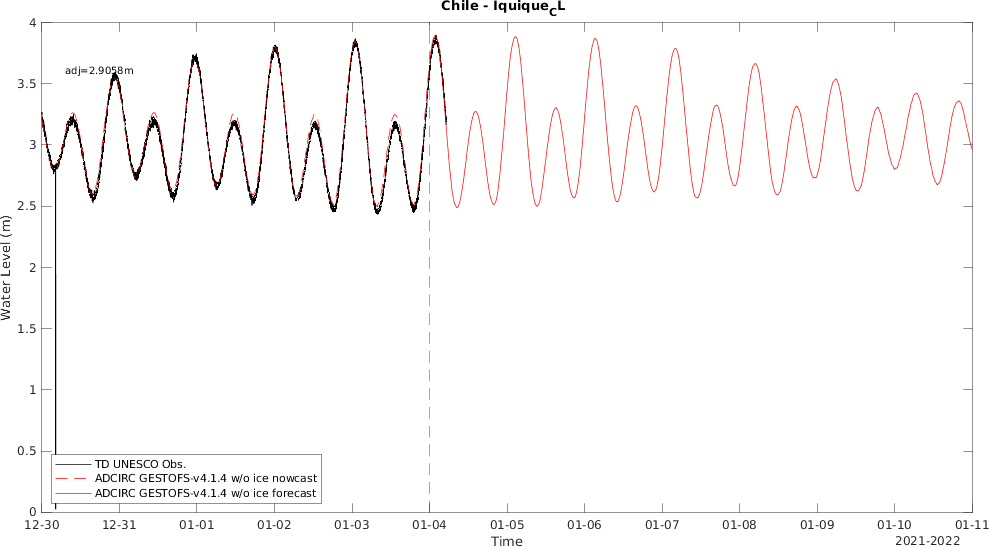 Chile - Iquique_CL
4
3.5
3
2.5
2
1.5
1
0.5
0
Water Level (m)
adj=2.9058m
TD UNESCO Obs.
ADCIRC GESTOFS-v4.1.4 w/o ice nowcast
ADCIRC GESTOFS-v4.1.4 w/o ice forecast
12-30 12-31 01-01 01-02 01-03 01-04 01-05 01-06 01-07 01-08 01-09 01-10 01-11
Time
2021-2022